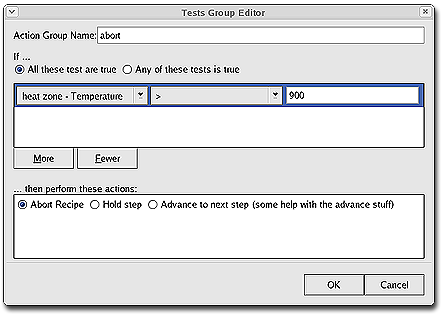 Tests Group Editor
Action Group Name: abort
If ...
All these test are true Any of these tests is true
heat zone - Temperature > 900
More Fewer
... then perform these actions:
Abort Recipe Hold step Advance to next step (some help with the advance stuff)
OK Cancel